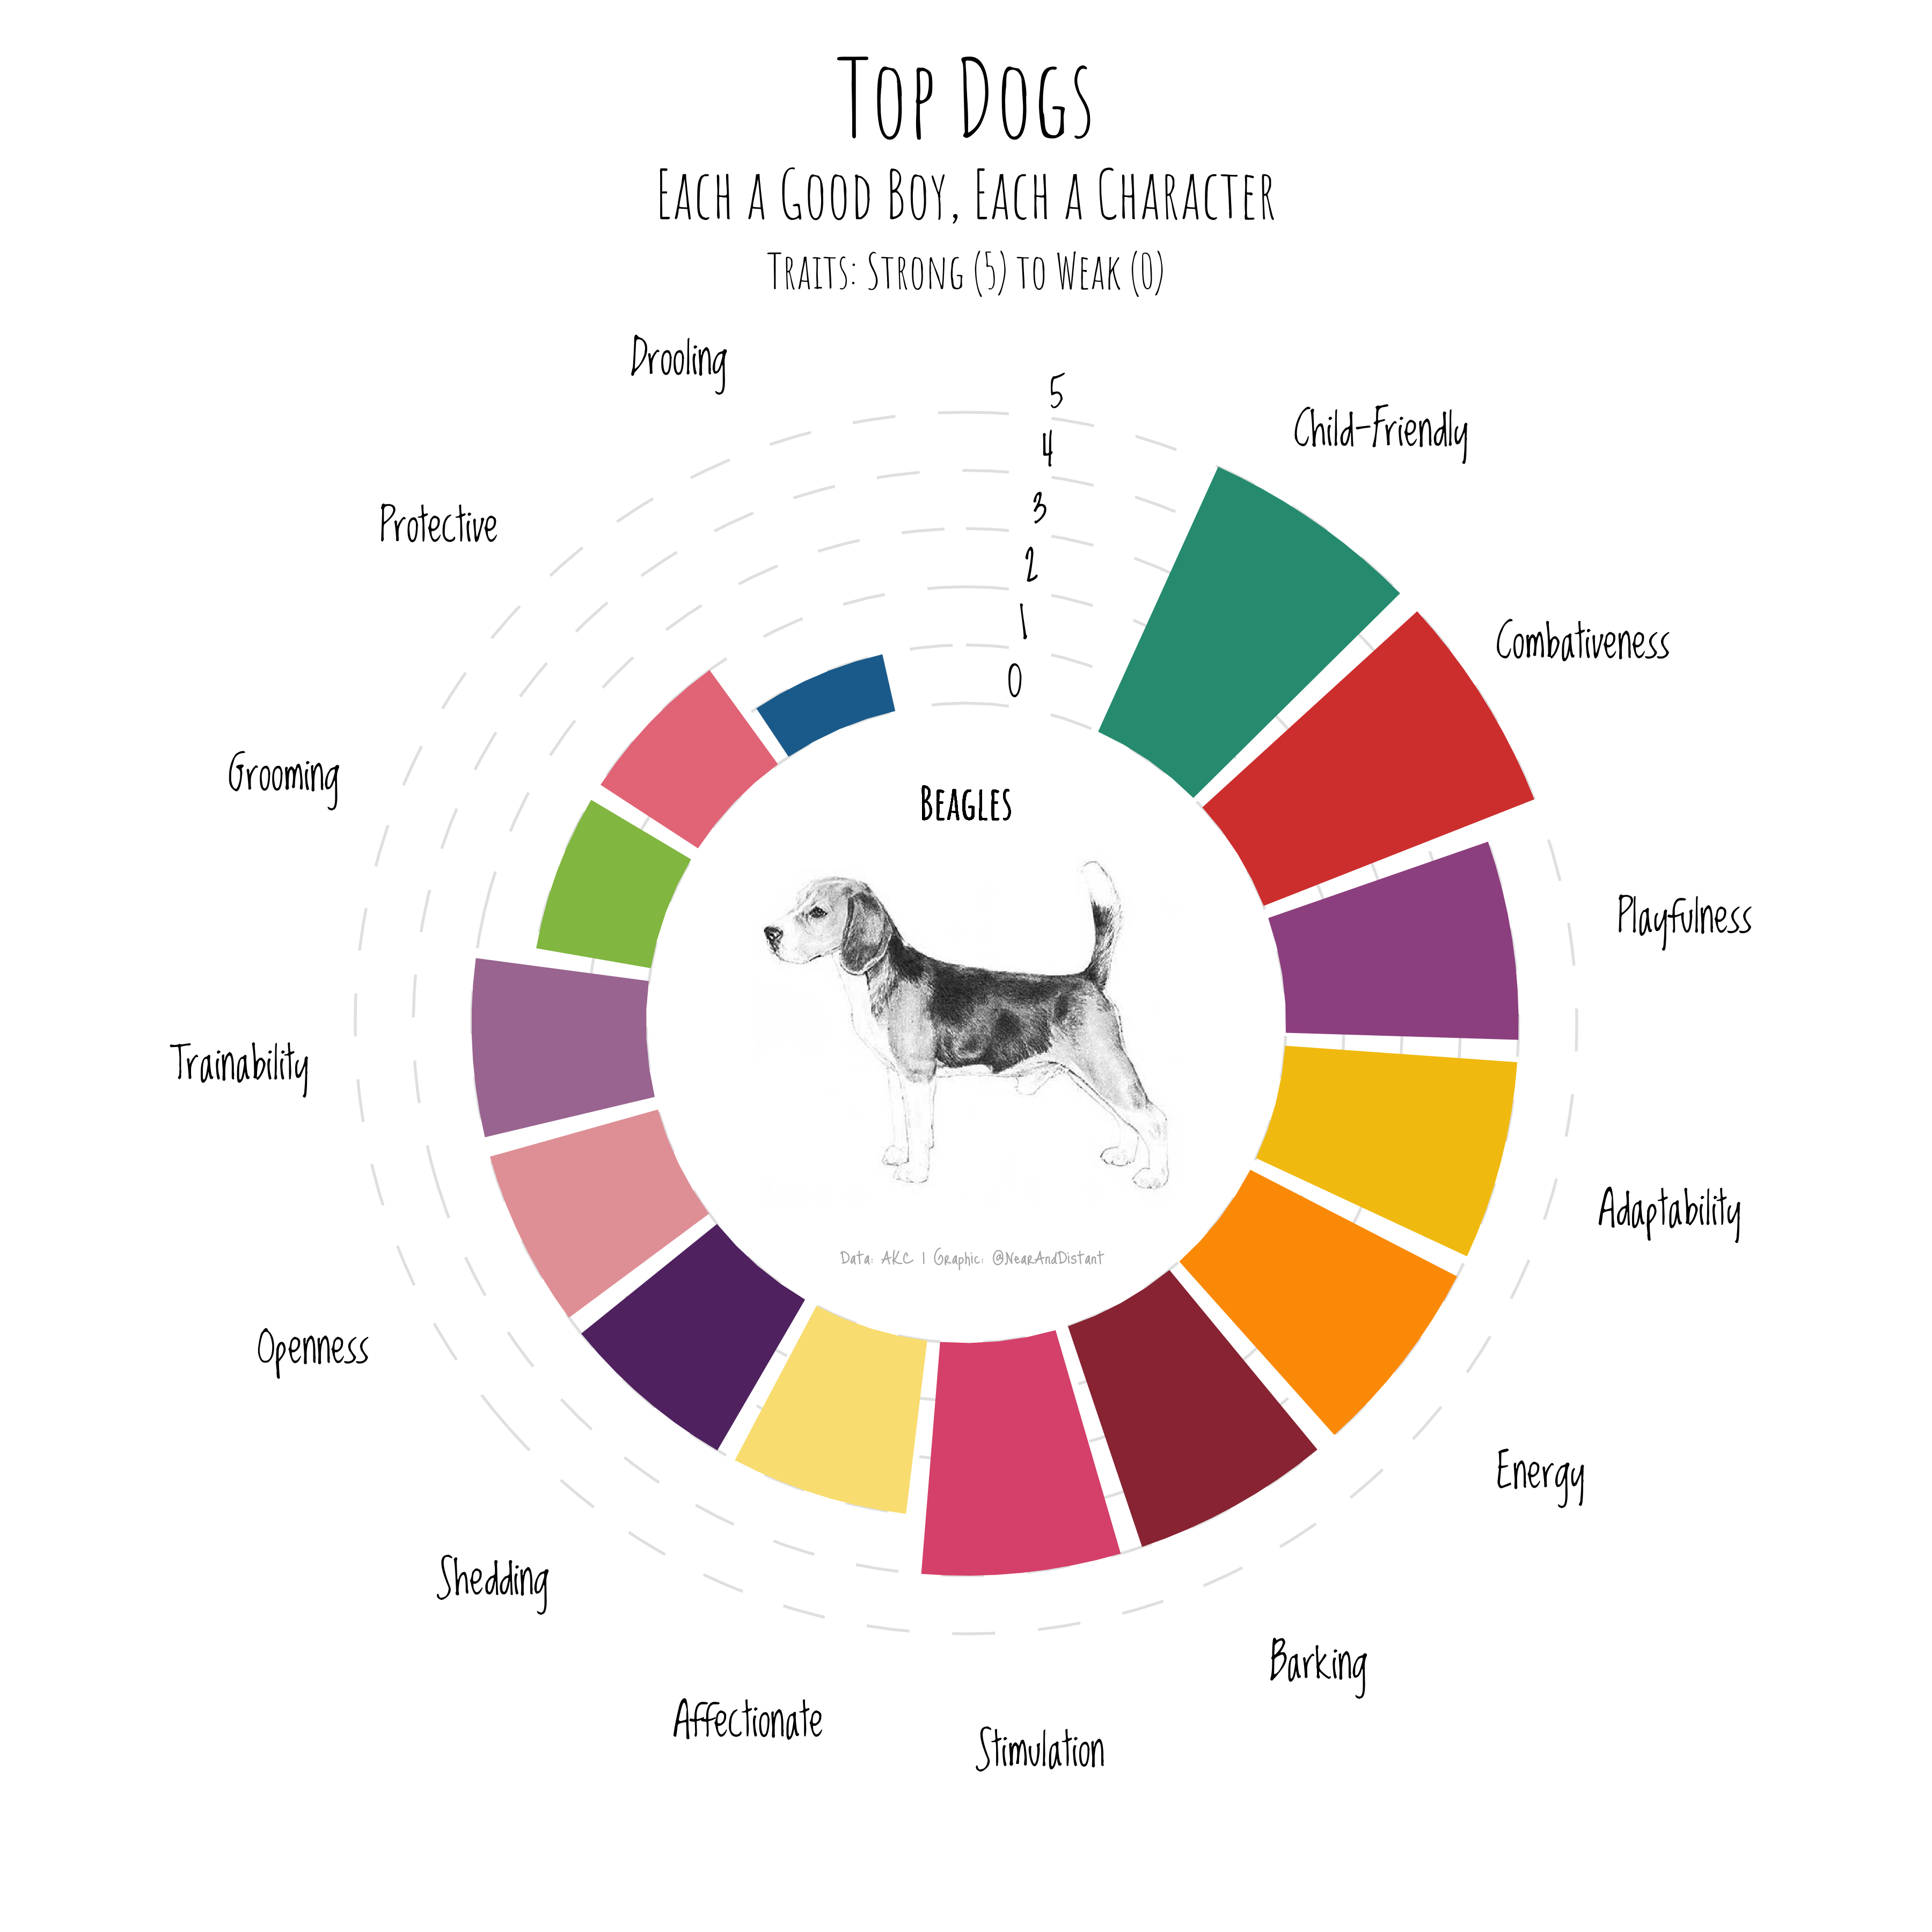 Top Dogs
Each a Good Boy, Each a Character
Traits: Strong (5) to Weak (0)
Drooling
5
Child-Friendly
4
3
Protective
2
1
Combativeness
0
Grooming
Beagles
Playfulness
Trainability
Adaptability
Data: AKC | Graphic: @NearAndDistant
Openness
Energy
Shedding
Barking
Affectionate
Stimulation